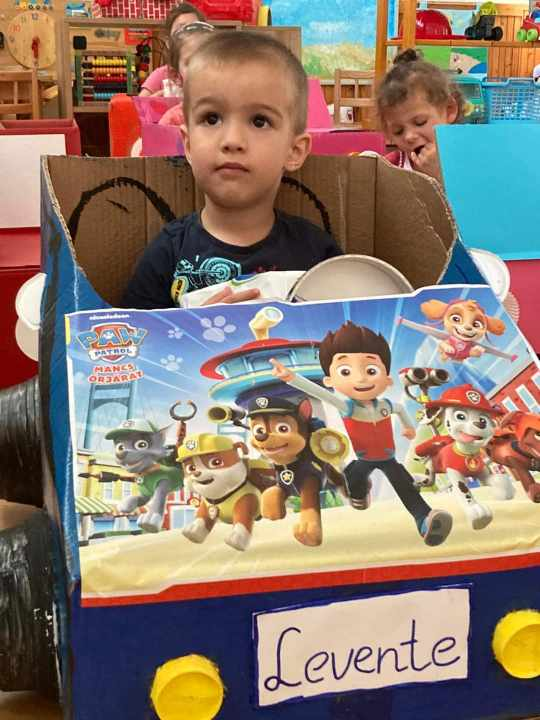 nickelodeon
PAW
PATROL
MANCS
ŐRJÁRAT
Levente